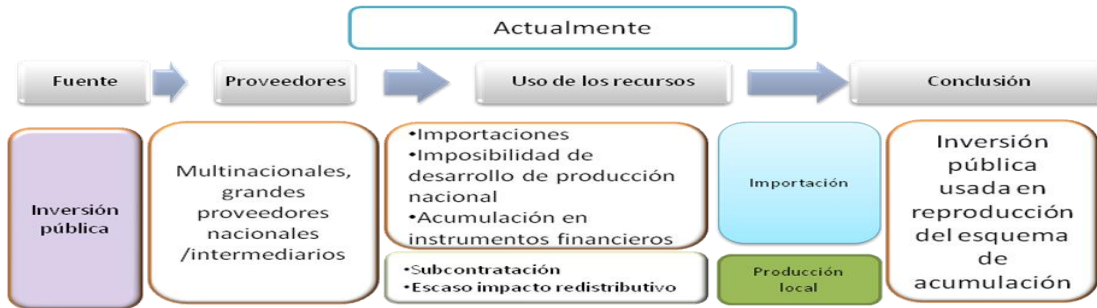 Actualmente
Fuente
Proveedores
Uso de los recursos
Conclusión
Inversión
pública
Multinacionales,
grandes
proveedores
nacionales
/intermediarios
•Importaciones
•Imposibilidad de
desarrollo de producción
nacional
•Acumulación en
instrumentos financieros
•Subcontratación
•Escaso impacto redistributivo
Importación
Producción
local
Inversión
pública
usada en
reproducción
del esquema
de
acumulación